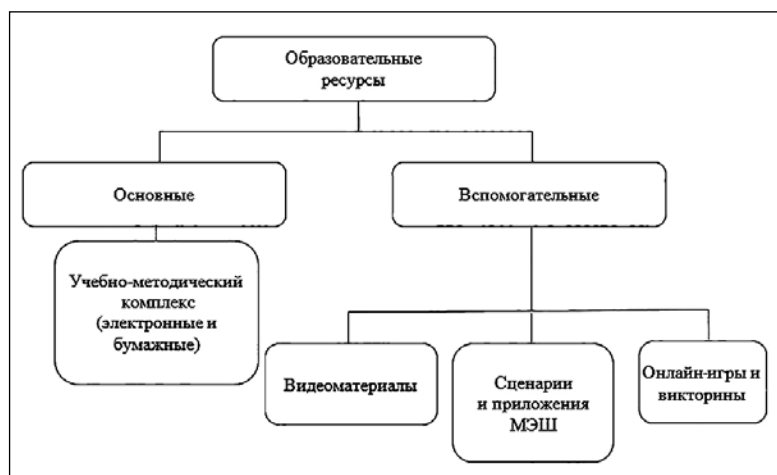 Образовательные
ресурсы
Основные
Вспомогательные
Учебно-методический
комплекс
(электронные и
бумажные)
Видеоматериалы
Сценарии
и приложения
МЭШ
Онлайн-игры и
викторины